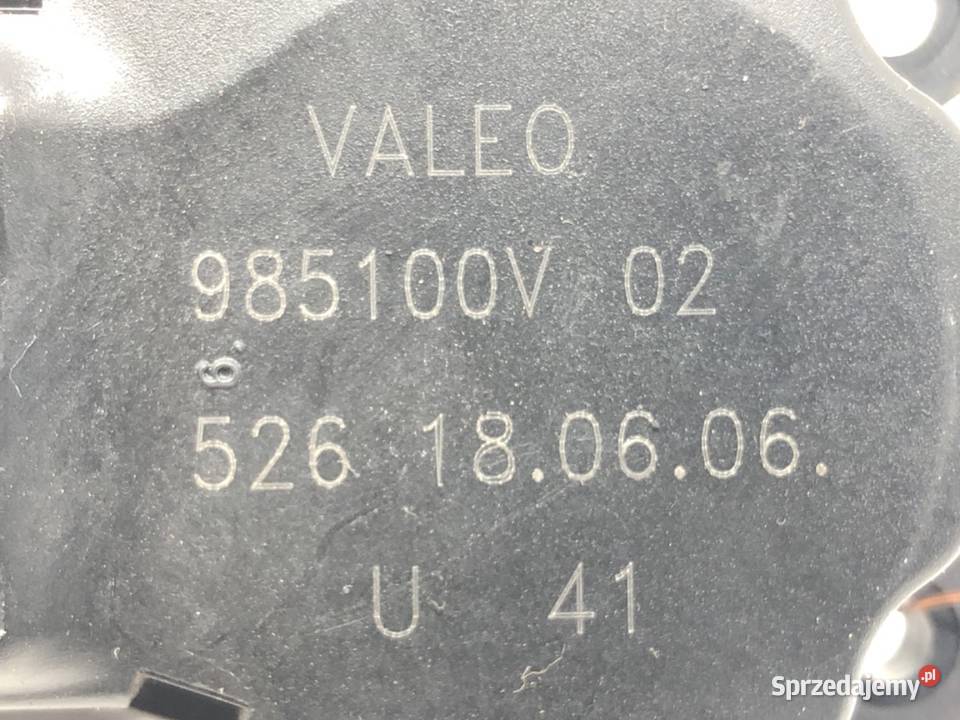 VALEO
985100V 02
6.
526 18.06.06.
U 41
Sprzedajemy.pl